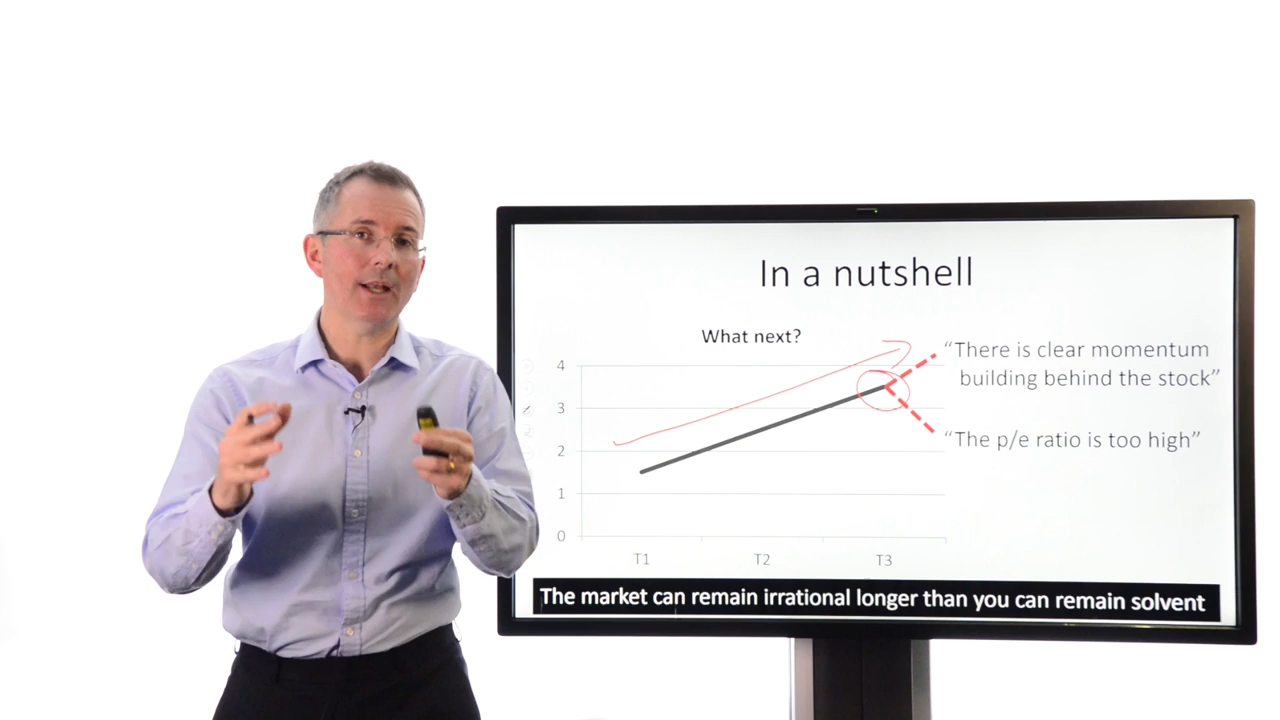 In a nutshell
What next?
4
3
2
1
0
T1 T2 T3
“There is clear momentum
building behind the stock”
“The p/e ratio is too high”
The market can remain irrational longer than you can remain solvent